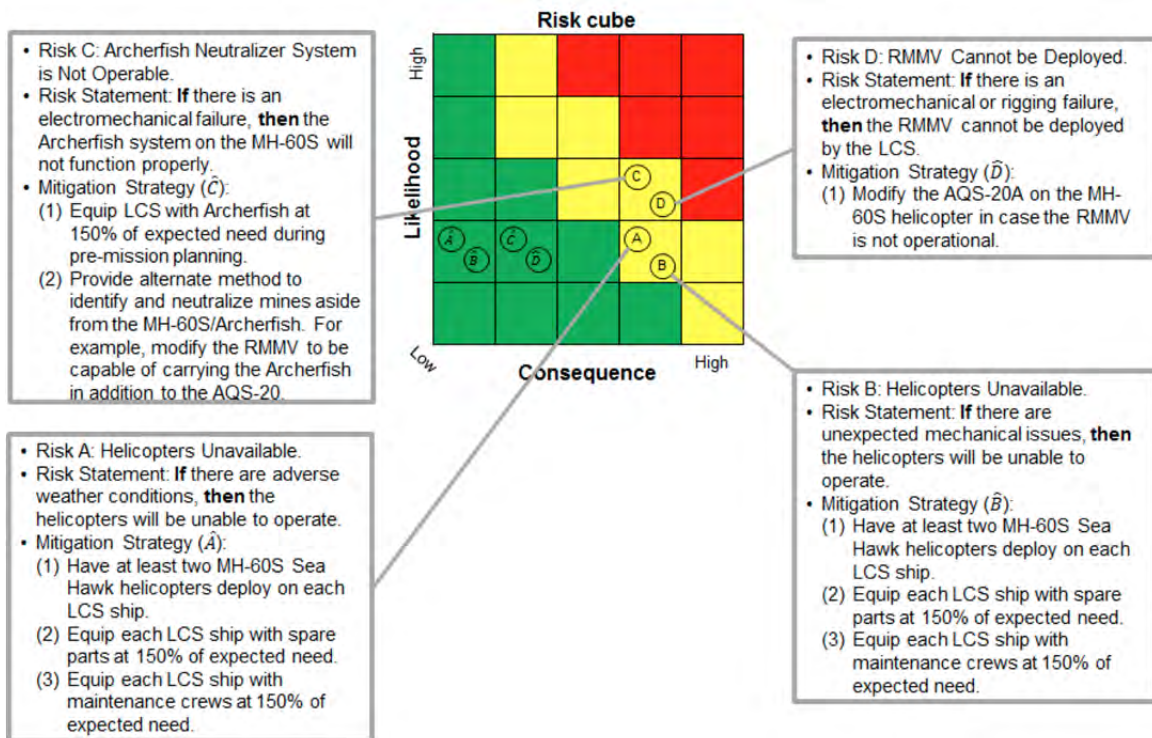 Risk cube
• Risk C: Archerfish Neutralizer System
is Not Operable.
• Risk Statement: If there is an
electromechanical failure, then the
Archerfish system on the MH-60S will
not function properly.
• Mitigation Strategy (Ĉ):
(1) Equip LCS with Archerfish at
150% of expected need during
pre-mission planning.
(2) Provide alternate method to
identify and neutralize mines aside
from the MH-60S/Archerfish. For
example, modify the RMMV to be
capable of carrying the Archerfish
in addition to the AQS-20.
High
Likelihood
Low
Consequence
High
C
D
A
B
Â
B̂
Ĉ
D̂
• Risk D: RMMV Cannot be Deployed.
• Risk Statement: If there is an
electromechanical or rigging failure,
then the RMMV cannot be deployed
by the LCS.
• Mitigation Strategy (D̂):
(1) Modify the AQS-20A on the MH-
60S helicopter in case the RMMV
is not operational.
• Risk A: Helicopters Unavailable.
• Risk Statement: If there are adverse
weather conditions, then the
helicopters will be unable to operate.
• Mitigation Strategy (Â):
(1) Have at least two MH-60S Sea
Hawk helicopters deploy on each
LCS ship.
(2) Equip each LCS ship with spare
parts at 150% of expected need.
(3) Equip each LCS ship with
maintenance crews at 150% of
expected need.
• Risk B: Helicopters Unavailable.
• Risk Statement: If there are
unexpected mechanical issues, then
the helicopters will be unable to
operate.
• Mitigation Strategy (B̂):
(1) Have at least two MH-60S Sea
Hawk helicopters deploy on each
LCS ship.
(2) Equip each LCS ship with spare
parts at 150% of expected need.
(3) Equip each LCS ship with
maintenance crews at 150% of
expected need.